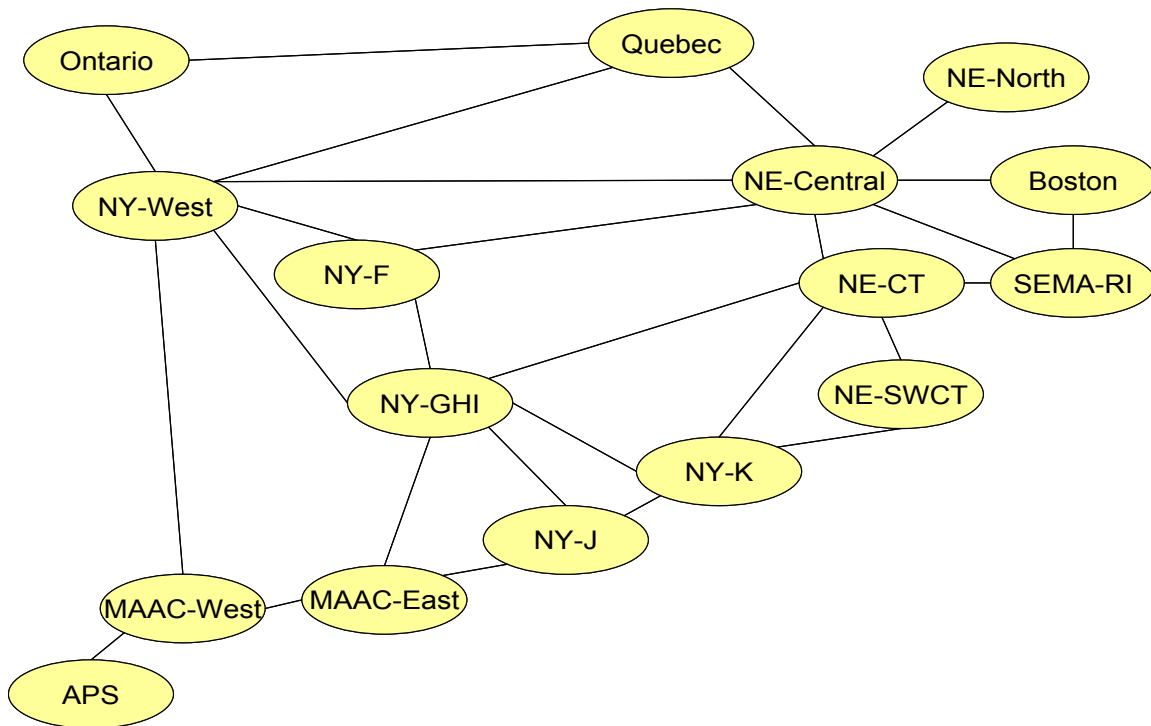 Ontario
Quebec
NE-North
NY-West
NE-Central
Boston
NY-F
NE-CT
SEMA-RI
NY-GHI
NE-SWCT
NY-K
NY-J
MAAC-West
MAAC-East
APS